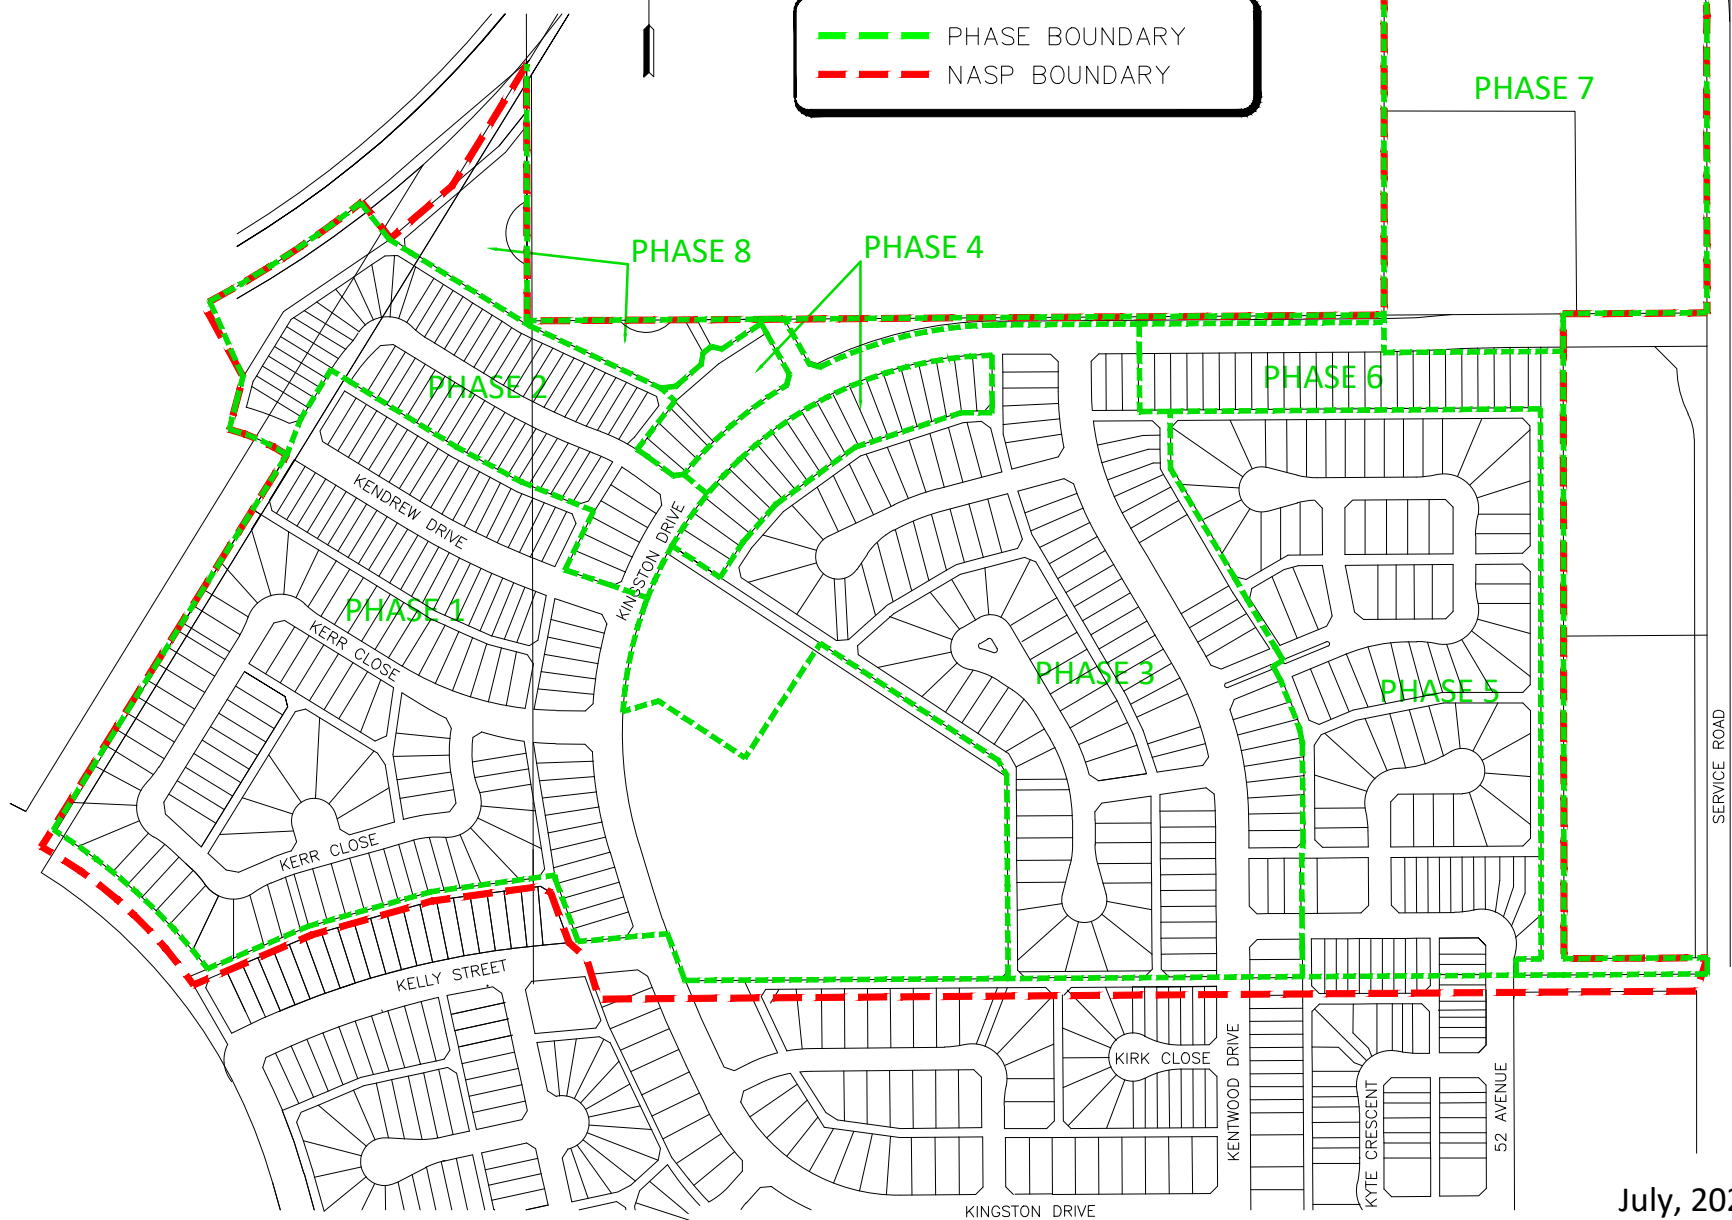 PHASE BOUNDARY
NASP BOUNDARY
PHASE 7
PHASE 8
PHASE 4
PHASE 2
PHASE 6
KENDREW DRIVE
KINGSTON DRIVE
PHASE 1
KERR CLOSE
PHASE 3
PHASE 5
SERVICE ROAD
KERR CLOSE
KELLY STREET
KIRK CLOSE
KENTWOOD DRIVE
KYTE CRESCENT
52 AVENUE
KINGSTON DRIVE
July, 202